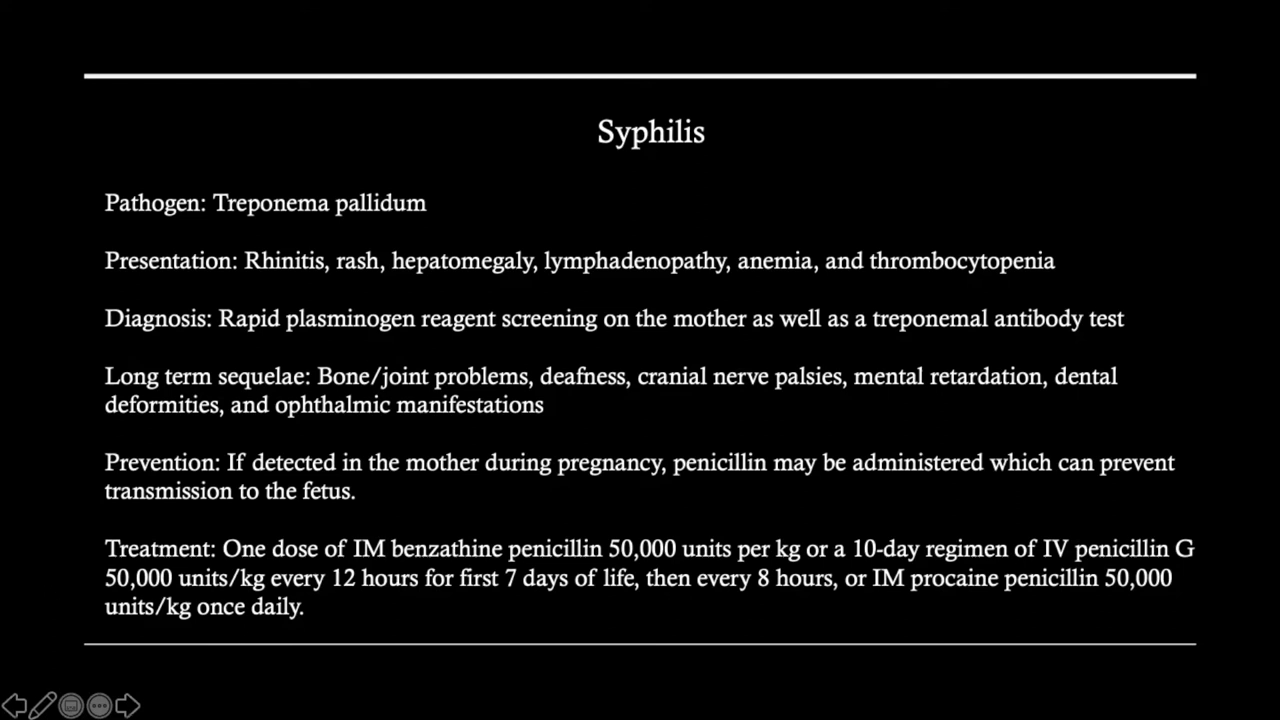 Syphilis
Pathogen: Treponema pallidum
Presentation: Rhinitis, rash, hepatomegaly, lymphadenopathy, anemia, and thrombocytopenia
Diagnosis: Rapid plasminogen reagent screening on the mother as well as a treponemal antibody test
Long term sequelae: Bone/joint problems, deafness, cranial nerve palsies, mental retardation, dental
deformities, and ophthalmic manifestations
Prevention: If detected in the mother during pregnancy, penicillin may be administered which can prevent
transmission to the fetus.
Treatment: One dose of IM benzathine penicillin 50,000 units per kg or a 10-day regimen of IV penicillin G
50,000 units/kg every 12 hours for first 7 days of life, then every 8 hours, or IM procaine penicillin 50,000
units/kg once daily.